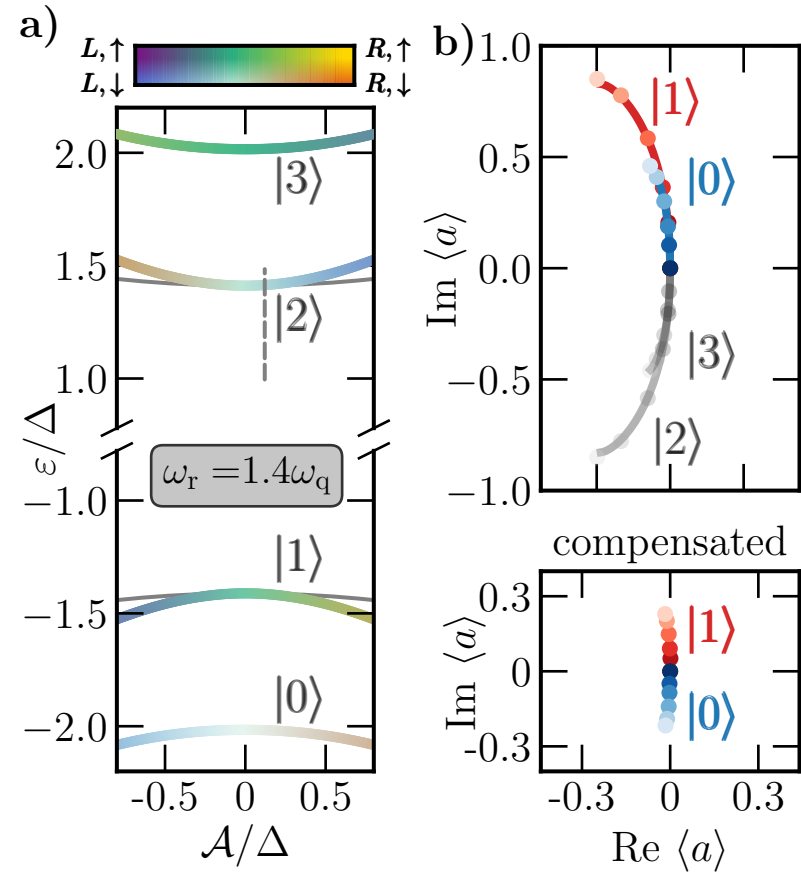 a)
L,↑ R,↑
L,↓ R,↓
ε/Δ
2.0
1.5
1.0
−1.0
−1.5
−2.0
|3⟩
|2⟩
ω_r = 1.4ω_q
|1⟩
|0⟩
-0.5 0 0.5
𝒜/Δ
b)
Im ⟨a⟩
1.0
0.5
0.0
−0.5
−1.0
|1⟩
|0⟩
|3⟩
|2⟩
compensated
Im ⟨a⟩
0.3
0
-0.3
|1⟩
|0⟩
-0.3 0 0.3
Re ⟨a⟩